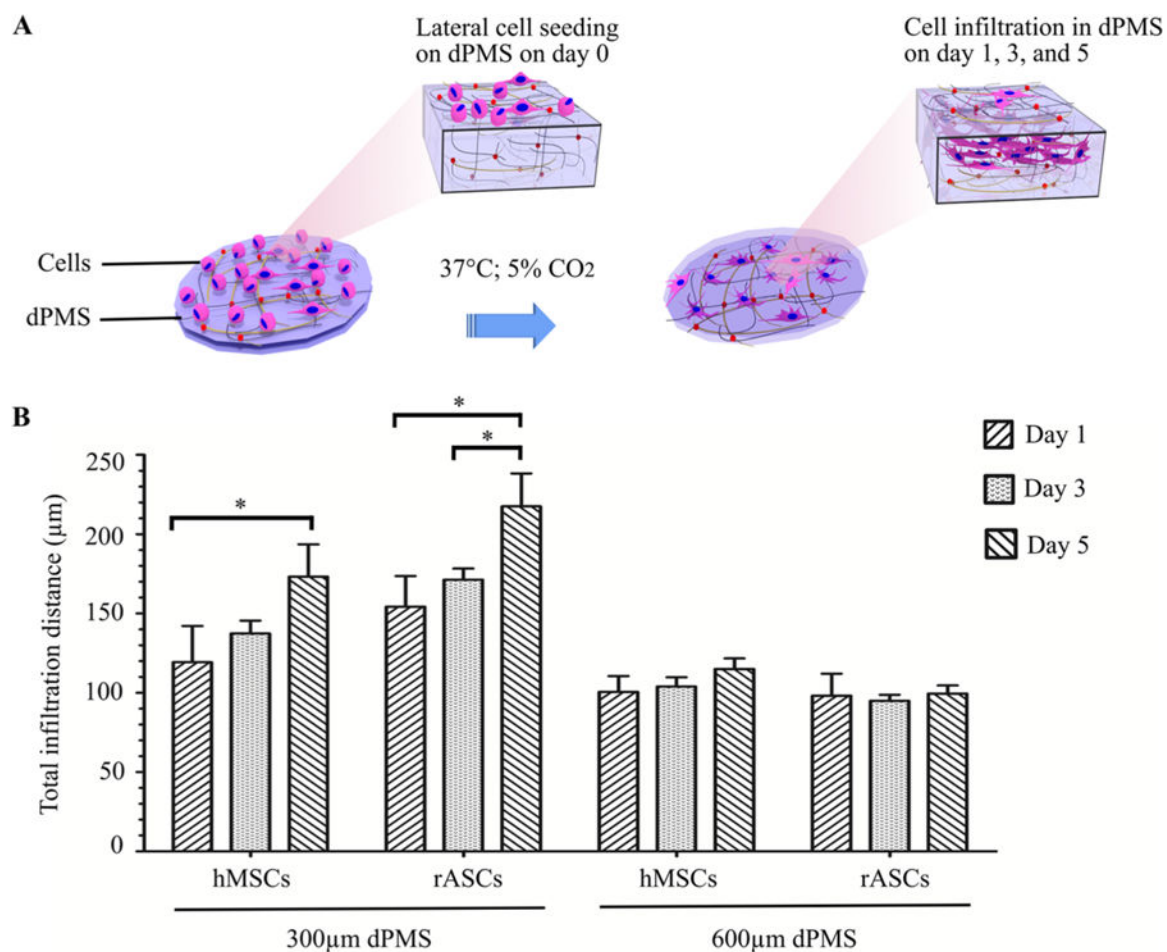 A
Lateral cell seeding
on dPMS on day 0
Cell infiltration in dPMS
on day 1, 3, and 5
Cells
dPMS
37°C; 5% CO2
B
*
*
*
Day 1
Day 3
Day 5
Total infiltration distance (µm)
250
200
150
100
50
0
hMSCs
rASCs
hMSCs
rASCs
300µm dPMS
600µm dPMS